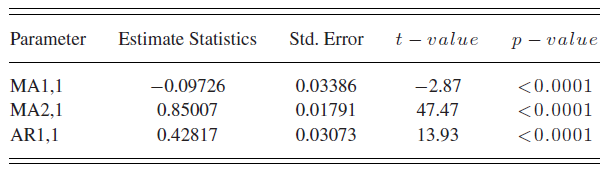 Parameter Estimate Statistics Std. Error t − value p − value
MA1,1 −0.09726 0.03386 −2.87 <0.0001
MA2,1 0.85007 0.01791 47.47 <0.0001
AR1,1 0.42817 0.03073 13.93 <0.0001